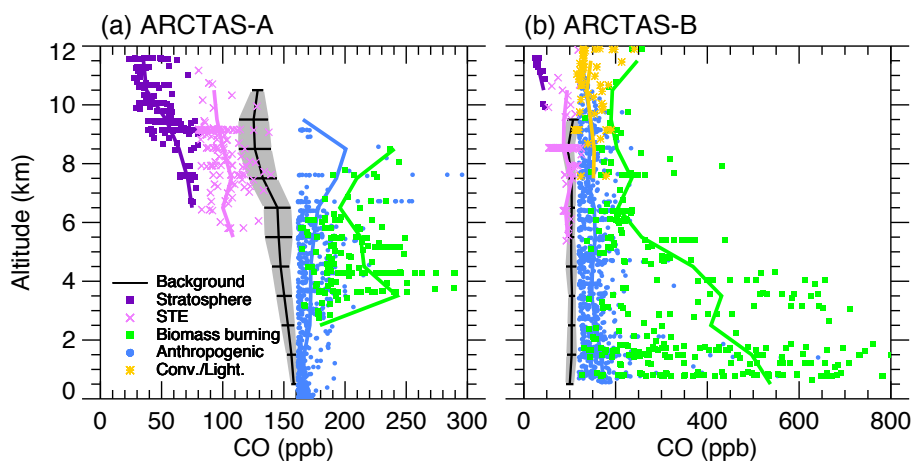 (a) ARCTAS-A
(b) ARCTAS-B
12
10
8
6
4
2
0
Altitude (km)
Background
Stratosphere
STE
Biomass burning
Anthropogenic
Conv./Light.
0 50 100 150 200 250 300
0 200 400 600 800
CO (ppb)
CO (ppb)